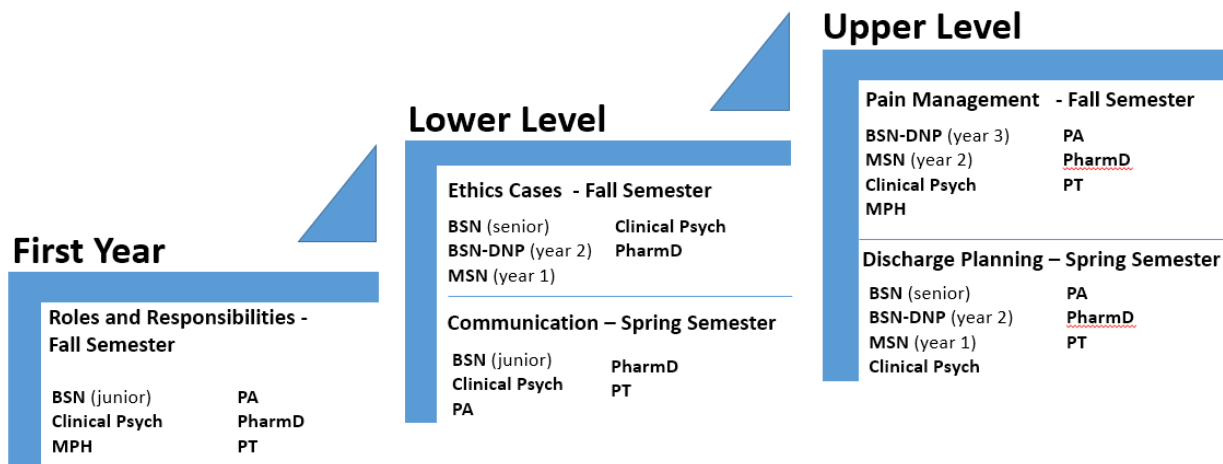 First Year
Roles and Responsibilities -
Fall Semester
BSN (junior) PA
Clinical Psych PharmD
MPH PT
Lower Level
Ethics Cases - Fall Semester
BSN (senior) Clinical Psych
BSN-DNP (year 2) PharmD
MSN (year 1)
Communication – Spring Semester
BSN (junior) PharmD
Clinical Psych PT
PA
Upper Level
Pain Management - Fall Semester
BSN-DNP (year 3) PA
MSN (year 2) PharmD
Clinical Psych PT
MPH
Discharge Planning – Spring Semester
BSN (senior) PA
BSN-DNP (year 2) PharmD
MSN (year 1) PT
Clinical Psych